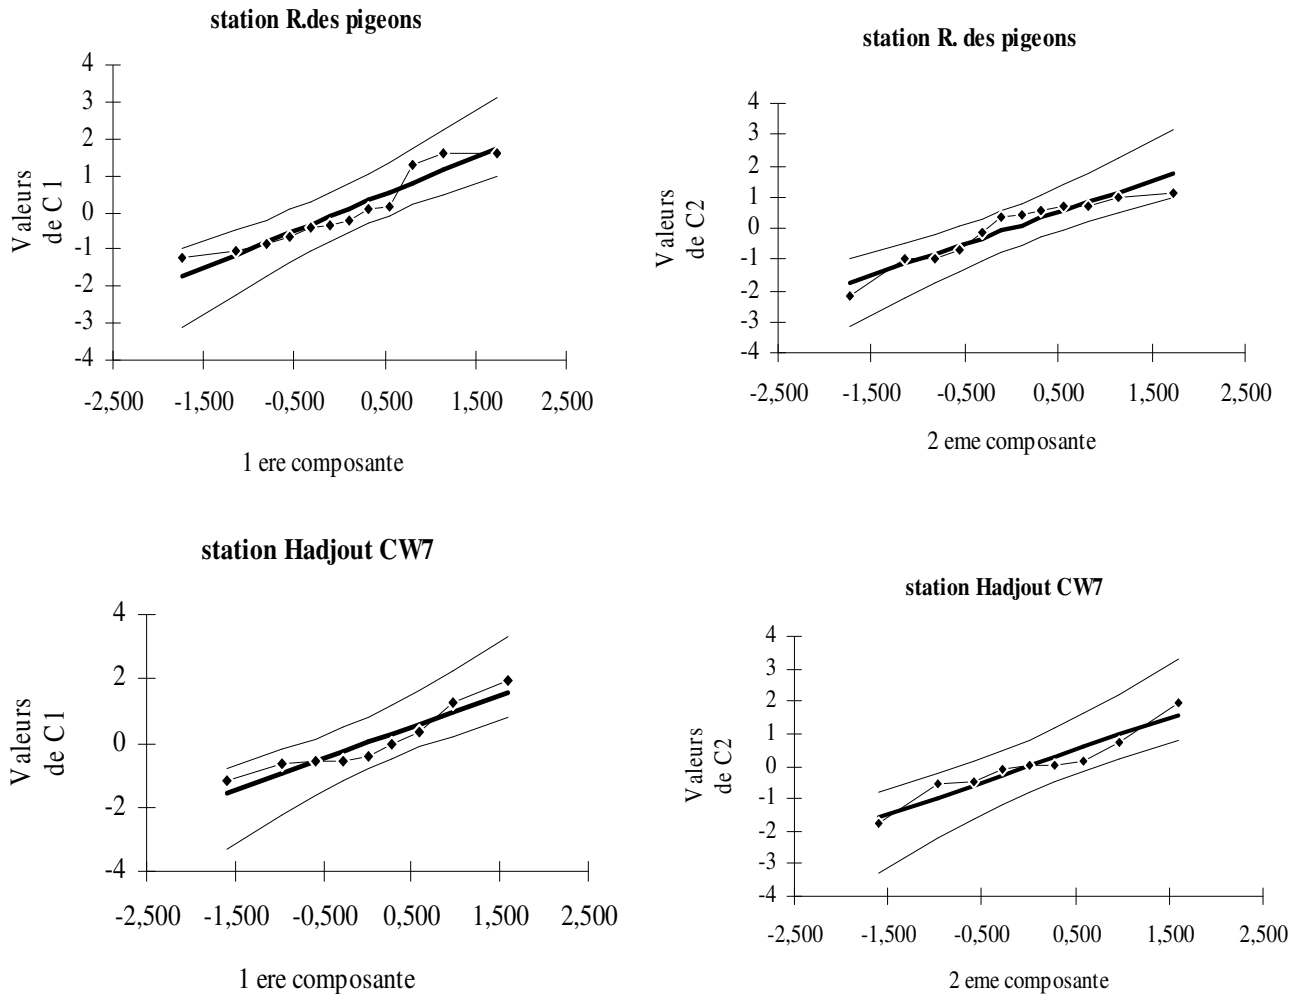 station R.des pigeons
4
3
2
1
0
-1
-2
-3
-4
Valeurs
de C1
-2,500 -1,500 -0,500 0,500 1,500 2,500
1 ere composante
station R. des pigeons
4
3
2
1
0
-1
-2
-3
-4
Valeurs
de C2
-2,500 -1,500 -0,500 0,500 1,500 2,500
2 eme composante
station Hadjout CW7
4
2
0
-2
-4
Valeurs
de C1
-2,500 -1,500 -0,500 0,500 1,500 2,500
1 ere composante
station Hadjout CW7
4
3
2
1
0
-1
-2
-3
-4
Valeurs
de C2
-2,500 -1,500 -0,500 0,500 1,500 2,500
2 eme composante